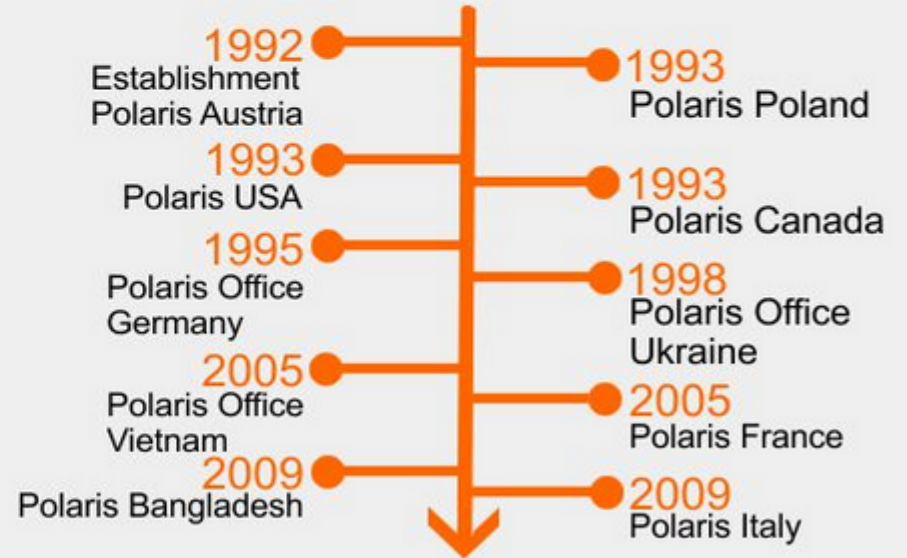 1992
Establishment
Polaris Austria
1993
Polaris Poland
1993
Polaris USA
1993
Polaris Canada
1995
Polaris Office
Germany
1998
Polaris Office
Ukraine
2005
Polaris Office
Vietnam
2005
Polaris France
2009
Polaris Bangladesh
2009
Polaris Italy